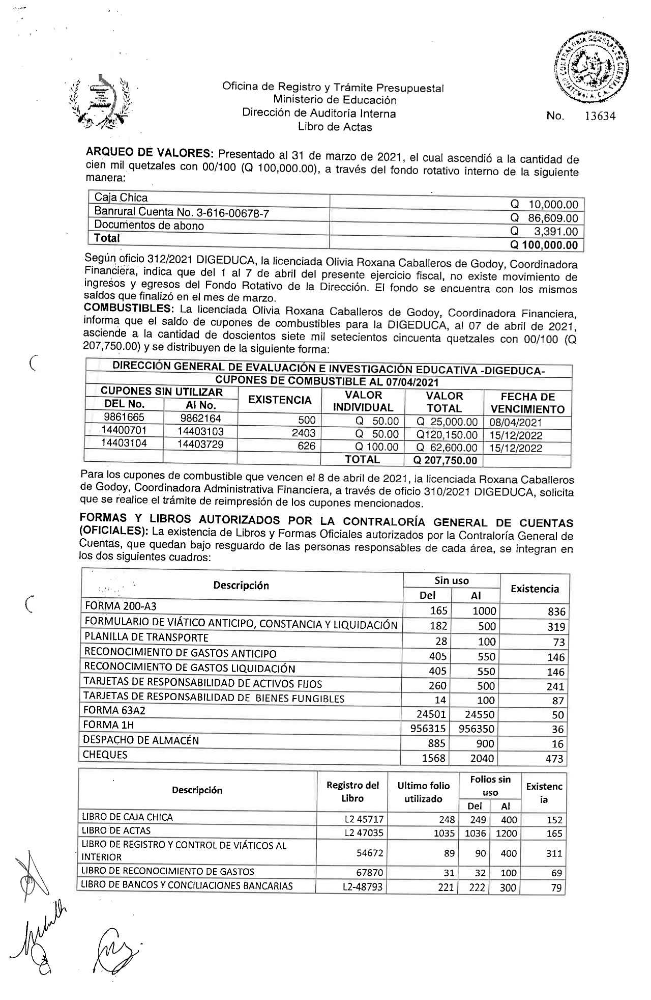 CONTRALORIA GENERAL DE CUENTAS
GUATEMALA, C.A.
Oficina de Registro y Trámite Presupuestal
Ministerio de Educación
Dirección de Auditoría Interna
Libro de Actas
No. 13634
ARQUEO DE VALORES: Presentado al 31 de marzo de 2021, el cual ascendió a la cantidad de
cien mil quetzales con 00/100 (Q 100,000.00), a través del fondo rotativo interno de la siguiente
manera:
Caja Chica Q 10,000.00
Banrural Cuenta No. 3-616-00678-7 Q 86,609.00
Documentos de abono Q 3,391.00
Total Q 100,000.00
Según oficio 312/2021 DIGEDUCA, la licenciada Olivia Roxana Caballeros de Godoy, Coordinadora
Financiera, indica que del 1 al 7 de abril del presente ejercicio fiscal, no existe movimiento de
ingresos y egresos del Fondo Rotativo de la Dirección. El fondo se encuentra con los mismos
saldos que finalizó en el mes de marzo.
COMBUSTIBLES: La licenciada Olivia Roxana Caballeros de Godoy, Coordinadora Financiera,
informa que el saldo de cupones de combustibles para la DIGEDUCA, al 07 de abril de 2021,
asciende a la cantidad de doscientos siete mil setecientos cincuenta quetzales con 00/100 (Q
207,750.00) y se distribuyen de la siguiente forma:
DIRECCIÓN GENERAL DE EVALUACIÓN E INVESTIGACIÓN EDUCATIVA -DIGEDUCA-
CUPONES DE COMBUSTIBLE AL 07/04/2021
CUPONES SIN UTILIZAR EXISTENCIA VALOR INDIVIDUAL VALOR TOTAL FECHA DE VENCIMIENTO
DEL No. Al No.
9861665 9862164 500 Q 50.00 Q 25,000.00 08/04/2021
14400701 14403103 2403 Q 50.00 Q120,150.00 15/12/2022
14403104 14403729 626 Q 100.00 Q 62,600.00 15/12/2022
TOTAL Q 207,750.00
Para los cupones de combustible que vencen el 8 de abril de 2021, la licenciada Roxana Caballeros
de Godoy, Coordinadora Administrativa Financiera, a través de oficio 310/2021 DIGEDUCA, solicita
que se realice el trámite de reimpresión de los cupones mencionados.
FORMAS Y LIBROS AUTORIZADOS POR LA CONTRALORÍA GENERAL DE CUENTAS
(OFICIALES): La existencia de Libros y Formas Oficiales autorizados por la Contraloría General de
Cuentas, que quedan bajo resguardo de las personas responsables de cada área, se integran en
los dos siguientes cuadros:
Descripción Sin uso Existencia
Del Al
FORMA 200-A3 165 1000 836
FORMULARIO DE VIÁTICO ANTICIPO, CONSTANCIA Y LIQUIDACIÓN 182 500 319
PLANILLA DE TRANSPORTE 28 100 73
RECONOCIMIENTO DE GASTOS ANTICIPO 405 550 146
RECONOCIMIENTO DE GASTOS LIQUIDACIÓN 405 550 146
TARJETAS DE RESPONSABILIDAD DE ACTIVOS FIJOS 260 500 241
TARJETAS DE RESPONSABILIDAD DE BIENES FUNGIBLES 14 100 87
FORMA 63A2 24501 24550 50
FORMA 1H 956315 956350 36
DESPACHO DE ALMACÉN 885 900 16
CHEQUES 1568 2040 473
Descripción Registro del Libro Ultimo folio utilizado Folios sin uso Existenc ia
Del Al
LIBRO DE CAJA CHICA L2 45717 248 249 400 152
LIBRO DE ACTAS L2 47035 1035 1036 1200 165
LIBRO DE REGISTRO Y CONTROL DE VIÁTICOS AL
INTERIOR 54672 89 90 400 311
LIBRO DE RECONOCIMIENTO DE GASTOS 67870 31 32 100 69
LIBRO DE BANCOS Y CONCILIACIONES BANCARIAS L2-48793 221 222 300 79